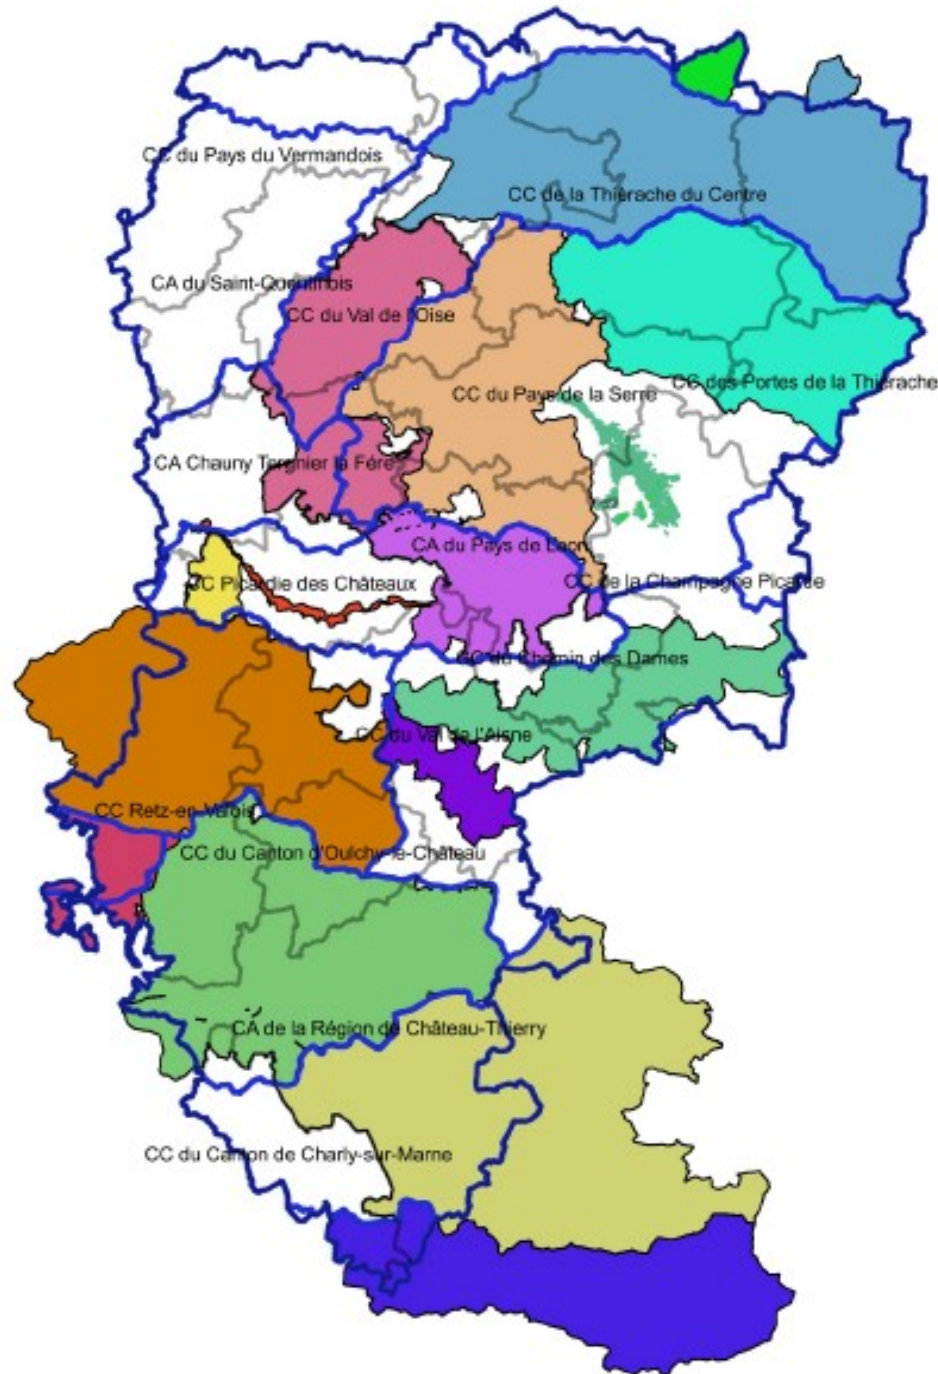 CC du Pays du Vermandois
CC de la Thiérache du Centre
CA du Saint-Quentinois
CC du Val de l'Oise
CC des Portes de la Thiérache
CC du Pays de la Serre
CA Chauny Tergnier la Fère
CA du Pays de Laon
CC Picardie des Châteaux
CC de la Champagne Picarde
CC du Chemin des Dames
CC du Val de l'Aisne
CC Retz-en-Valois
CC du Canton d'Oulchy-le-Château
CA de la Région de Château-Thierry
CC du Canton de Charly-sur-Marne